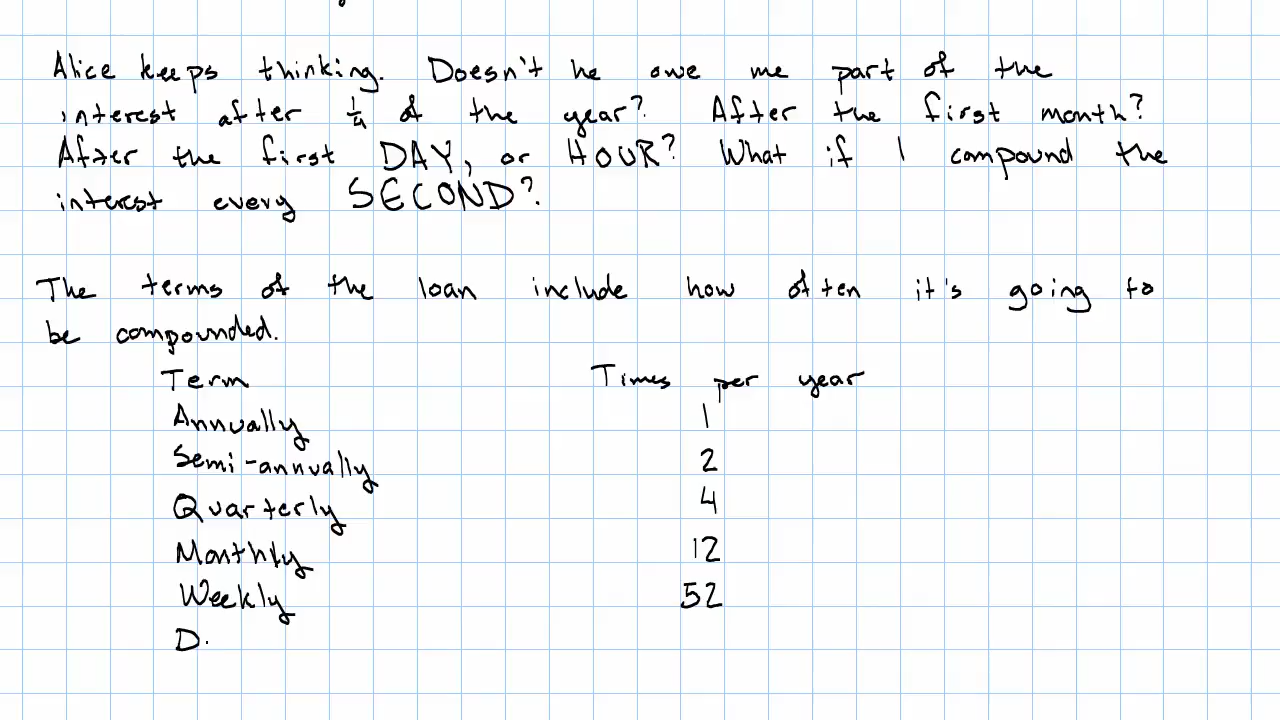 Alice keeps thinking. Doesn't he owe me part of the
interest after 1/4 of the year? After the first month?
After the first DAY, or HOUR? What if I compound the
interest every SECOND?
The terms of the loan include how often it's going to
be compounded.
Term Times per year
Annually 1
Semi-annually 2
Quarterly 4
Monthly 12
Weekly 52
D.